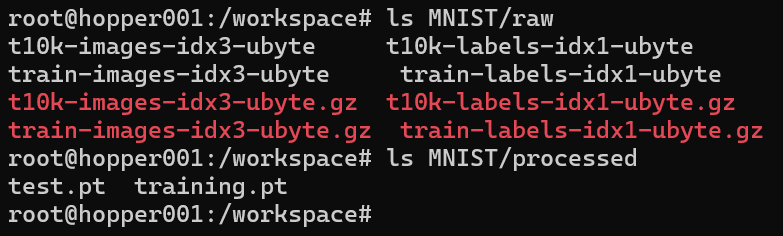 root@hopper001:/workspace# ls MNIST/raw
t10k-images-idx3-ubyte     t10k-labels-idx1-ubyte
train-images-idx3-ubyte     train-labels-idx1-ubyte
t10k-images-idx3-ubyte.gz  t10k-labels-idx1-ubyte.gz
train-images-idx3-ubyte.gz  train-labels-idx1-ubyte.gz
root@hopper001:/workspace# ls MNIST/processed
test.pt  training.pt
root@hopper001:/workspace#